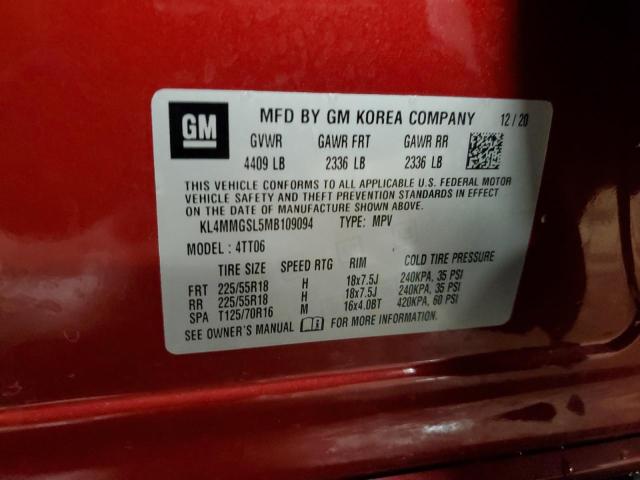 GM
MFD BY GM KOREA COMPANY 12/20
GVWR GAWR FRT GAWR RR
4409 LB 2336 LB 2336 LB
THIS VEHICLE CONFORMS TO ALL APPLICABLE U.S. FEDERAL MOTOR
VEHICLE SAFETY AND THEFT PREVENTION STANDARDS IN EFFECT
ON THE DATE OF MANUFACTURE SHOWN ABOVE.
KL4MMGSL5MB109094 TYPE: MPV
MODEL: 4TT06
TIRE SIZE SPEED RTG RIM COLD TIRE PRESSURE
FRT 225/55R18 H 18x7.5J 240KPA, 35 PSI
RR 225/55R18 H 18x7.5J 240KPA, 35 PSI
SPA T125/70R16 M 16x4.0BT 420KPA, 60 PSI
SEE OWNER'S MANUAL FOR MORE INFORMATION.